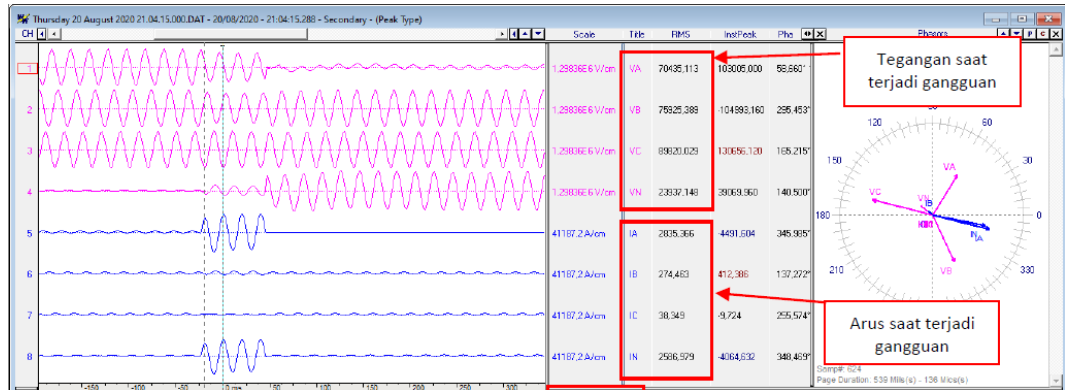 Thursday 20 August 2020 21.04.15.000.DAT - 20/08/2020 - 21:04:15.288 - Secondary - (Peak Type)
CH Scale Title RMS InstPeak Pha Phasors P C X
1 1.29836E6 V/cm VA 70435,113 103005,000 58,660°
2 1.29836E6 V/cm VB 75925,389 -104993,160 295,453°
3 1.29836E6 V/cm VC 89820,029 130656,120 165,215°
4 1.29836E6 V/cm VN 23937,148 39069,960 140,500°
5 41187,2 A/cm IA 2835,366 -4491,604 345,985°
6 41187,2 A/cm IB 274,463 412,386 137,272°
7 41187,2 A/cm IC 38,349 -9,724 255,574°
8 41187,2 A/cm IN 2586,979 -4064,632 348,469°
Tegangan saat
terjadi gangguan
120 60
150 30
180 0
210 330
VA
VC VN IB
VB
Arus saat terjadi
gangguan
-150 -100 -50 0 ms 50 100 150 200 250 300
Samp#: 624
Page Duration: 539 Mils(s) - 136 Mics(s)